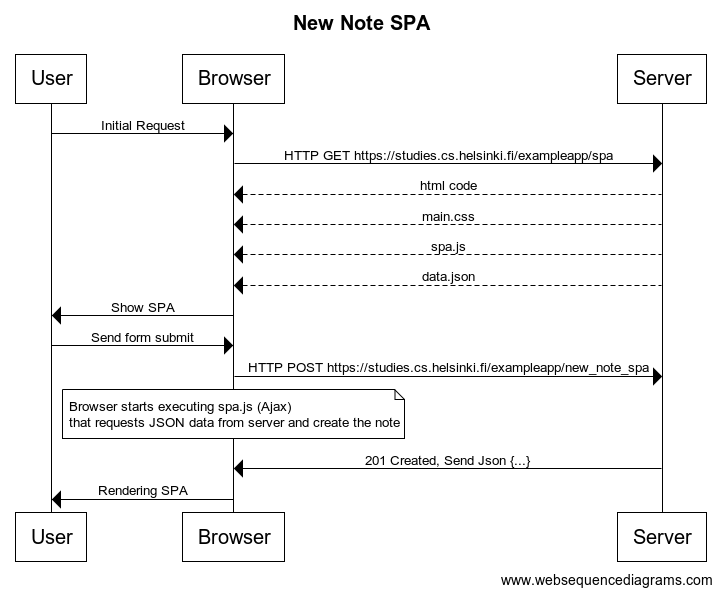 New Note SPA
User Browser Server
Initial Request
HTTP GET https://studies.cs.helsinki.fi/exampleapp/spa
html code
main.css
spa.js
data.json
Show SPA
Send form submit
HTTP POST https://studies.cs.helsinki.fi/exampleapp/new_note_spa
Browser starts executing spa.js (Ajax)
that requests JSON data from server and create the note
201 Created, Send Json {...}
Rendering SPA
User Browser Server
www.websequencediagrams.com